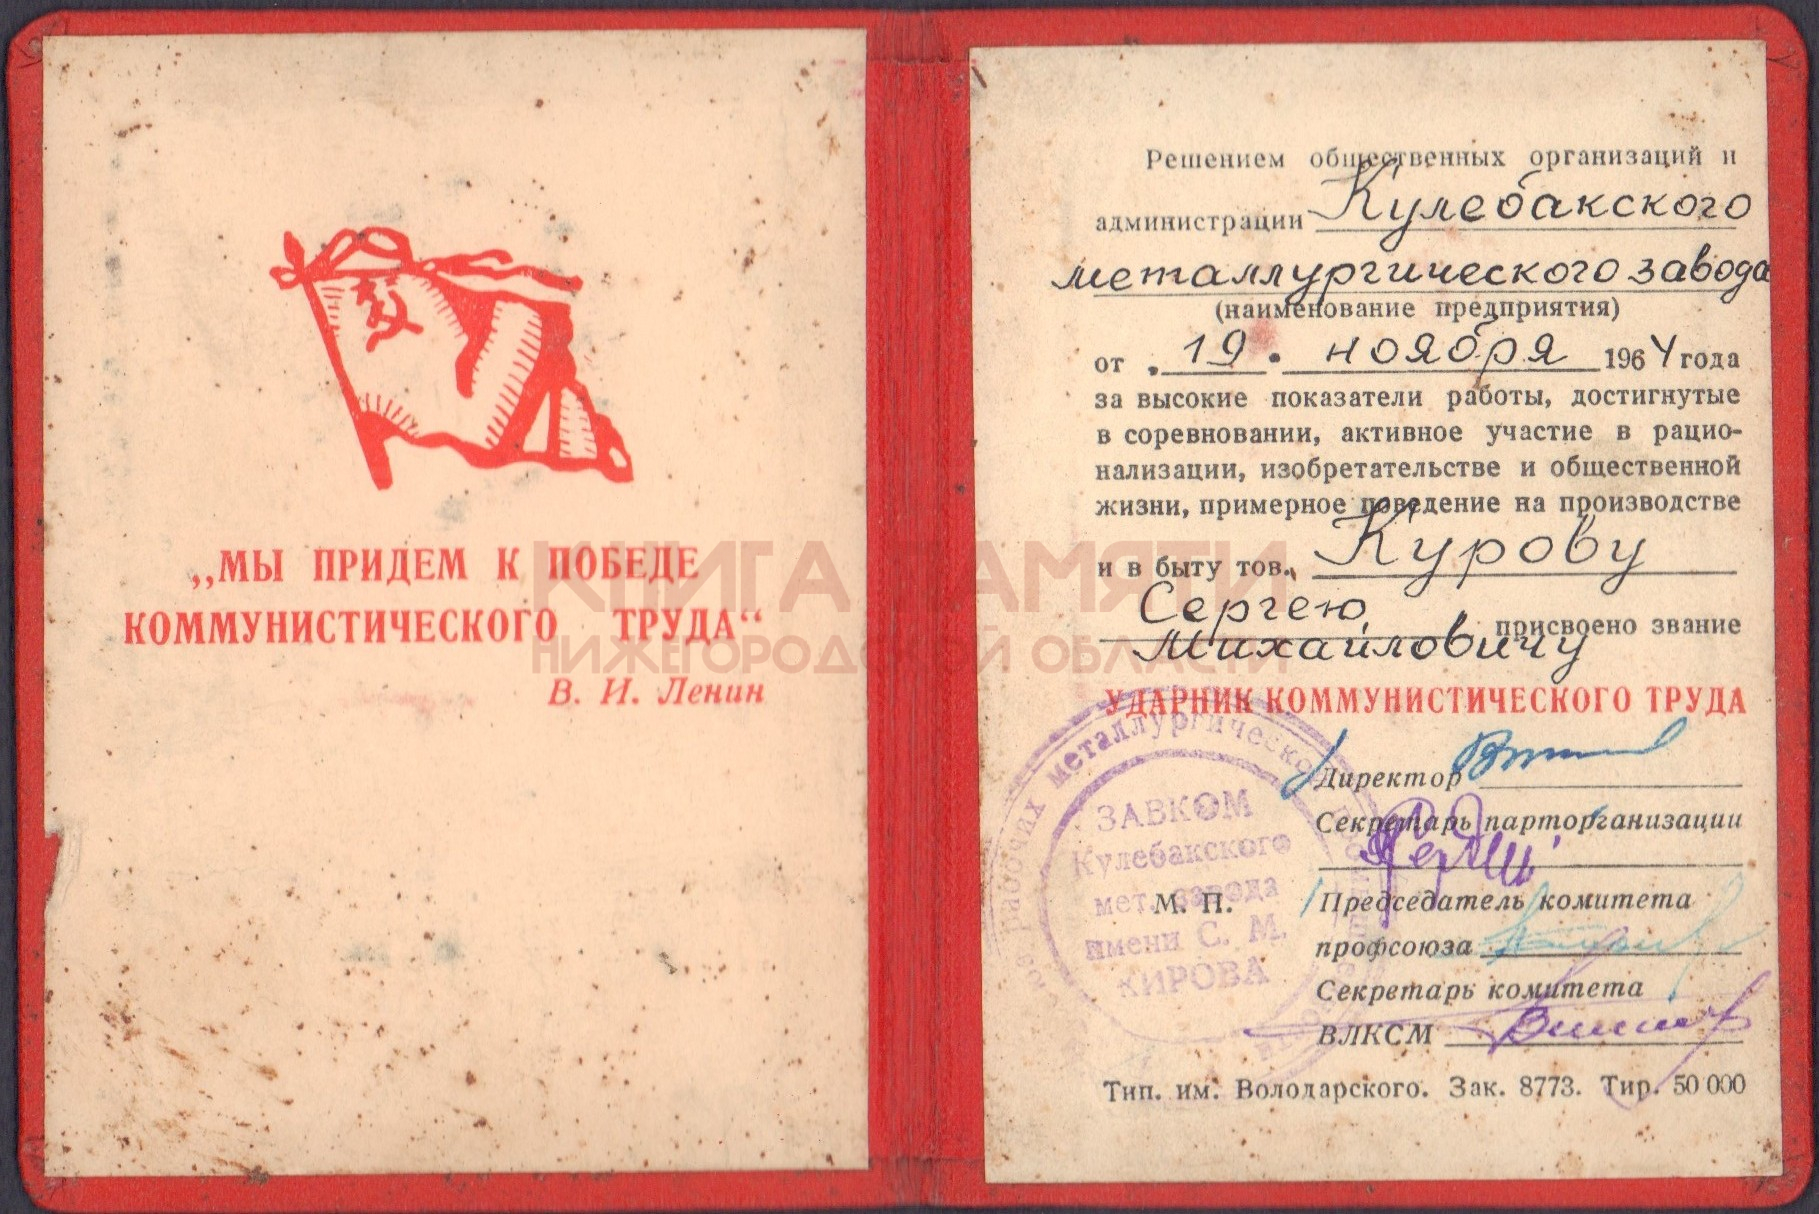 „МЫ ПРИДЕМ К ПОБЕДЕ
КОММУНИСТИЧЕСКОГО ТРУДА“
В. И. Ленин
Решением общественных организаций и
администрации Кулебакского
металлургического завода
(наименование предприятия)
от „19. ноября 1964 года
за высокие показатели работы, достигнутые
в соревновании, активное участие в рацио-
нализации, изобретательстве и общественной
жизни, примерное поведение на производстве
и в быту тов. Курову
Сергею
Михайловичу присвоено звание
УДАРНИК КОММУНИСТИЧЕСКОГО ТРУДА
Директор
Секретарь парторганизации
М. П.
Председатель комитета
профсоюза
Секретарь комитета
ВЛКСМ
Тип. им. Володарского. Зак. 8773. Тир. 50 000
рабочих металлургическо
ЗАВКОМ
Кулебакского
мет. завода
имени С. М.
КИРОВА
КНИГА ПАМЯТИ
НИЖЕГОРОДСКОЙ ОБЛАСТИ